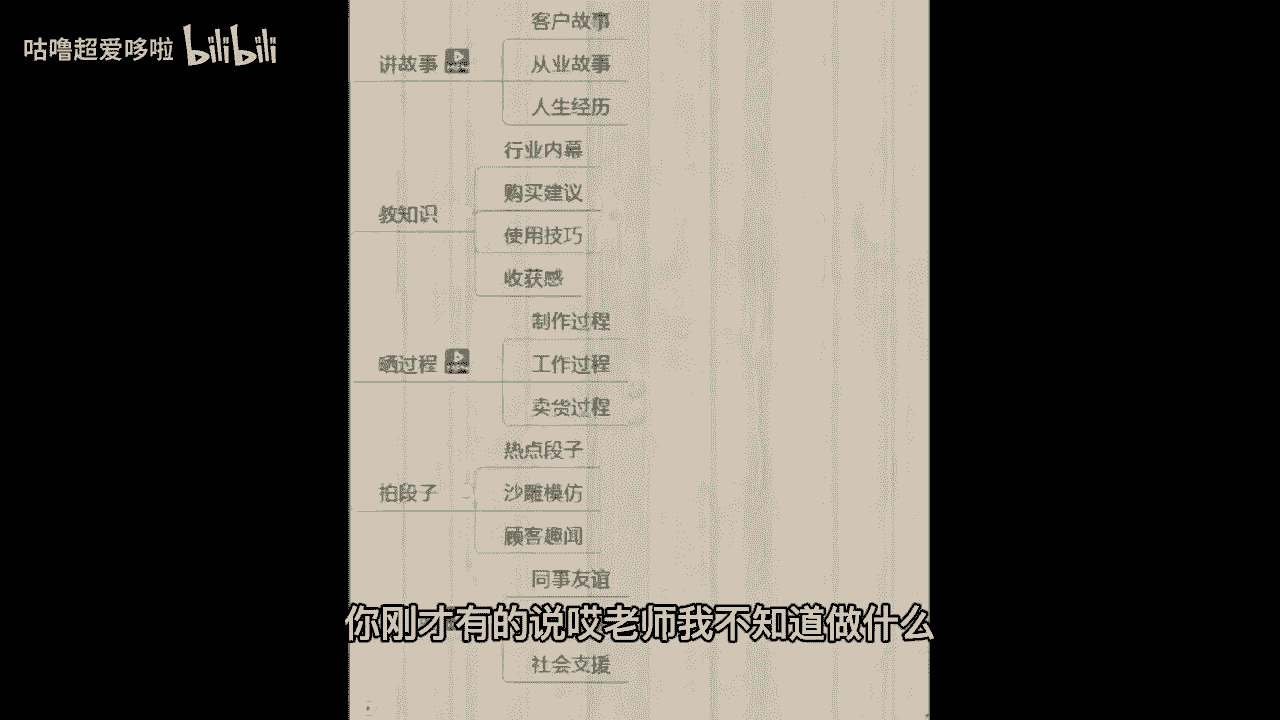 咕噜超爱哆啦 bilibili
客户故事
讲故事
从业故事
人生经历
行业内幕
购买建议
教知识
使用技巧
收获感
制作过程
晒过程
工作过程
卖货过程
热点段子
拍段子
沙雕模仿
顾客趣闻
同事友谊
你刚才有的说哎老师我不知道做什么
社会支援